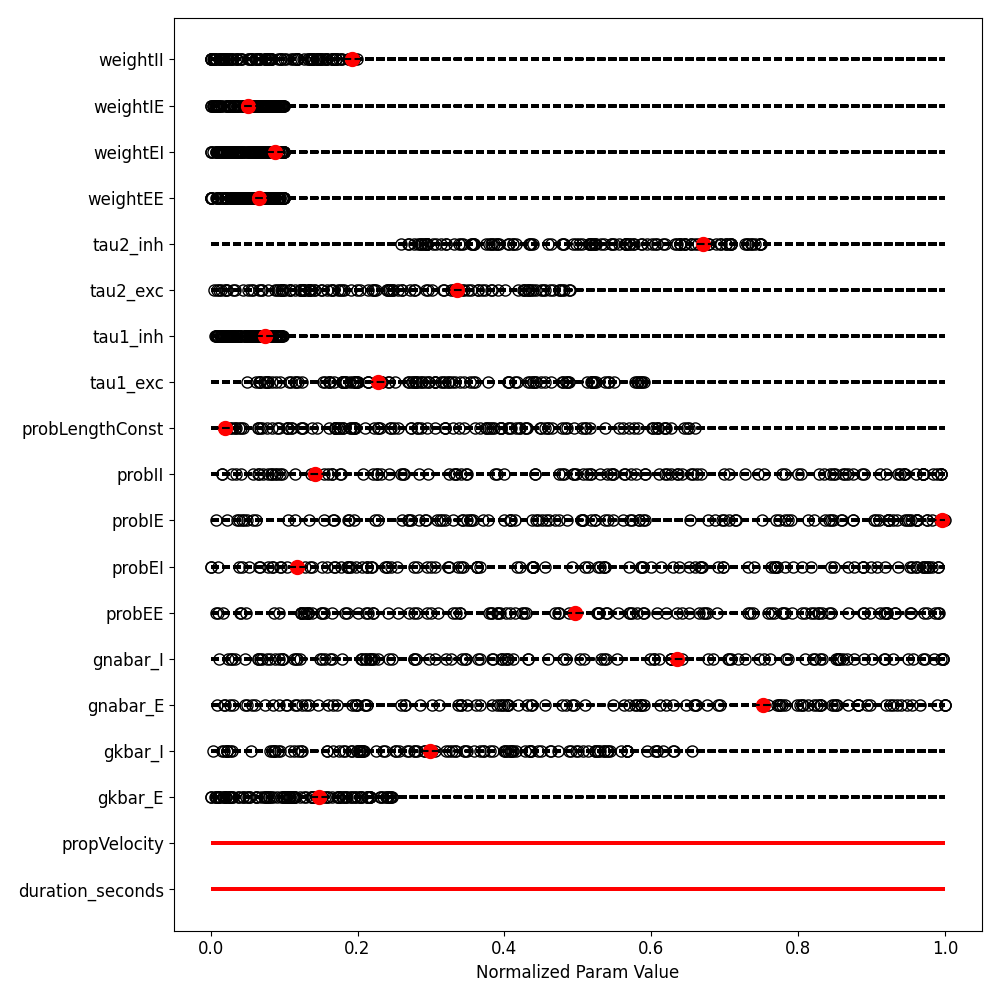 weightII
weightIE
weightEI
weightEE
tau2_inh
tau2_exc
tau1_inh
tau1_exc
probLengthConst
probII
probIE
probEI
probEE
gnabar_I
gnabar_E
gkbar_I
gkbar_E
propVelocity
duration_seconds
0.0 0.2 0.4 0.6 0.8 1.0
Normalized Param Value